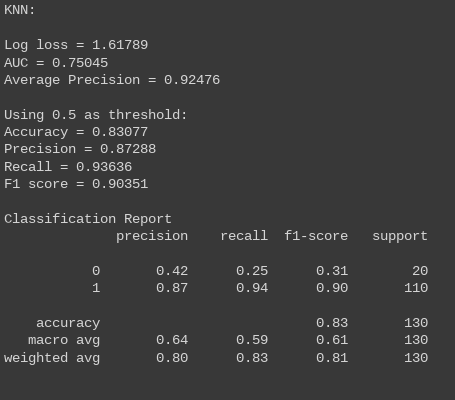 KNN:
Log loss = 1.61789
AUC = 0.75045
Average Precision = 0.92476
Using 0.5 as threshold:
Accuracy = 0.83077
Precision = 0.87288
Recall = 0.93636
F1 score = 0.90351
Classification Report
precision recall f1-score support
0 0.42 0.25 0.31 20
1 0.87 0.94 0.90 110
accuracy 0.83 130
macro avg 0.64 0.59 0.61 130
weighted avg 0.80 0.83 0.81 130